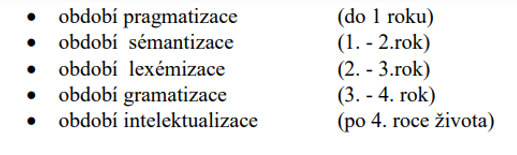 • období pragmatizace (do 1 roku)
• období sémantizace (1. - 2.rok)
• období lexémizace (2. - 3.rok)
• období gramatizace (3. - 4. rok)
• období intelektualizace (po 4. roce života)